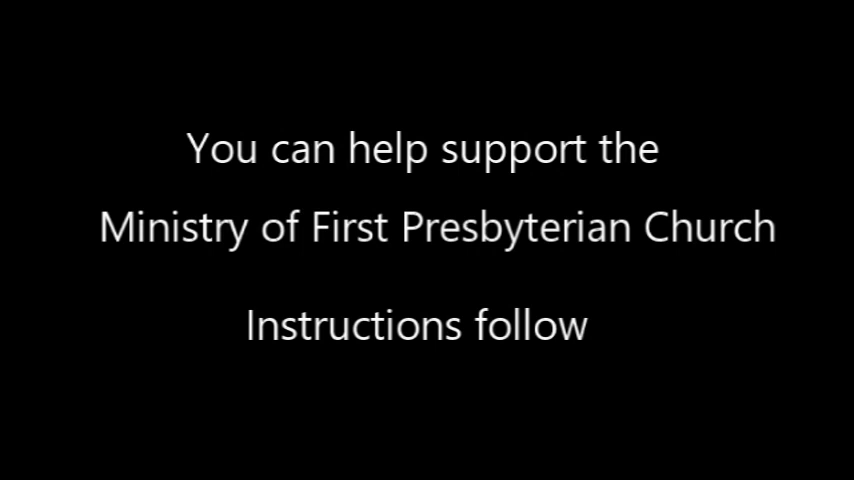 You can help support the
Ministry of First Presbyterian Church
Instructions follow